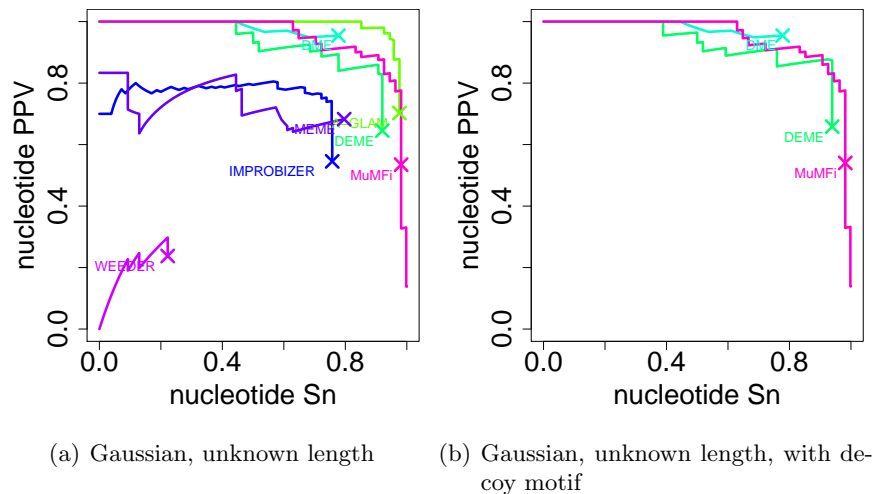 nucleotide PPV
0.0
0.4
0.8
DME
MEME
A-GLAM
DEME
IMPROBIZER
MuMFi
WEEDER
0.0
0.4
0.8
nucleotide Sn
nucleotide PPV
0.0
0.4
0.8
DME
DEME
MuMFi
0.0
0.4
0.8
nucleotide Sn
(a) Gaussian, unknown length
(b) Gaussian, unknown length, with de-
coy motif